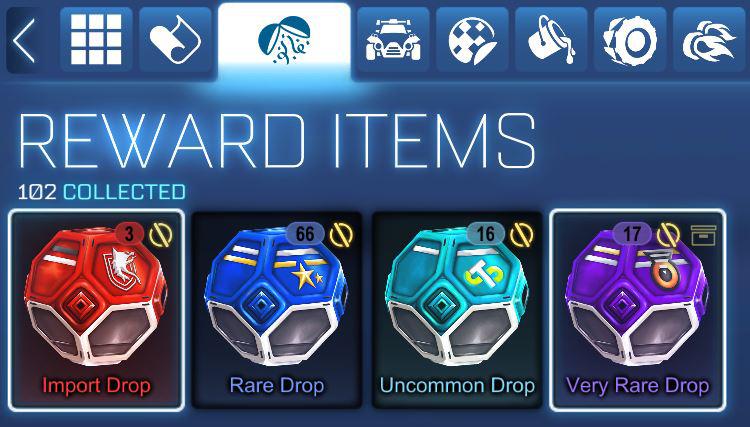 REWARD ITEMS
102 COLLECTED
3
66
16
17
Import Drop
Rare Drop
Uncommon Drop
Very Rare Drop